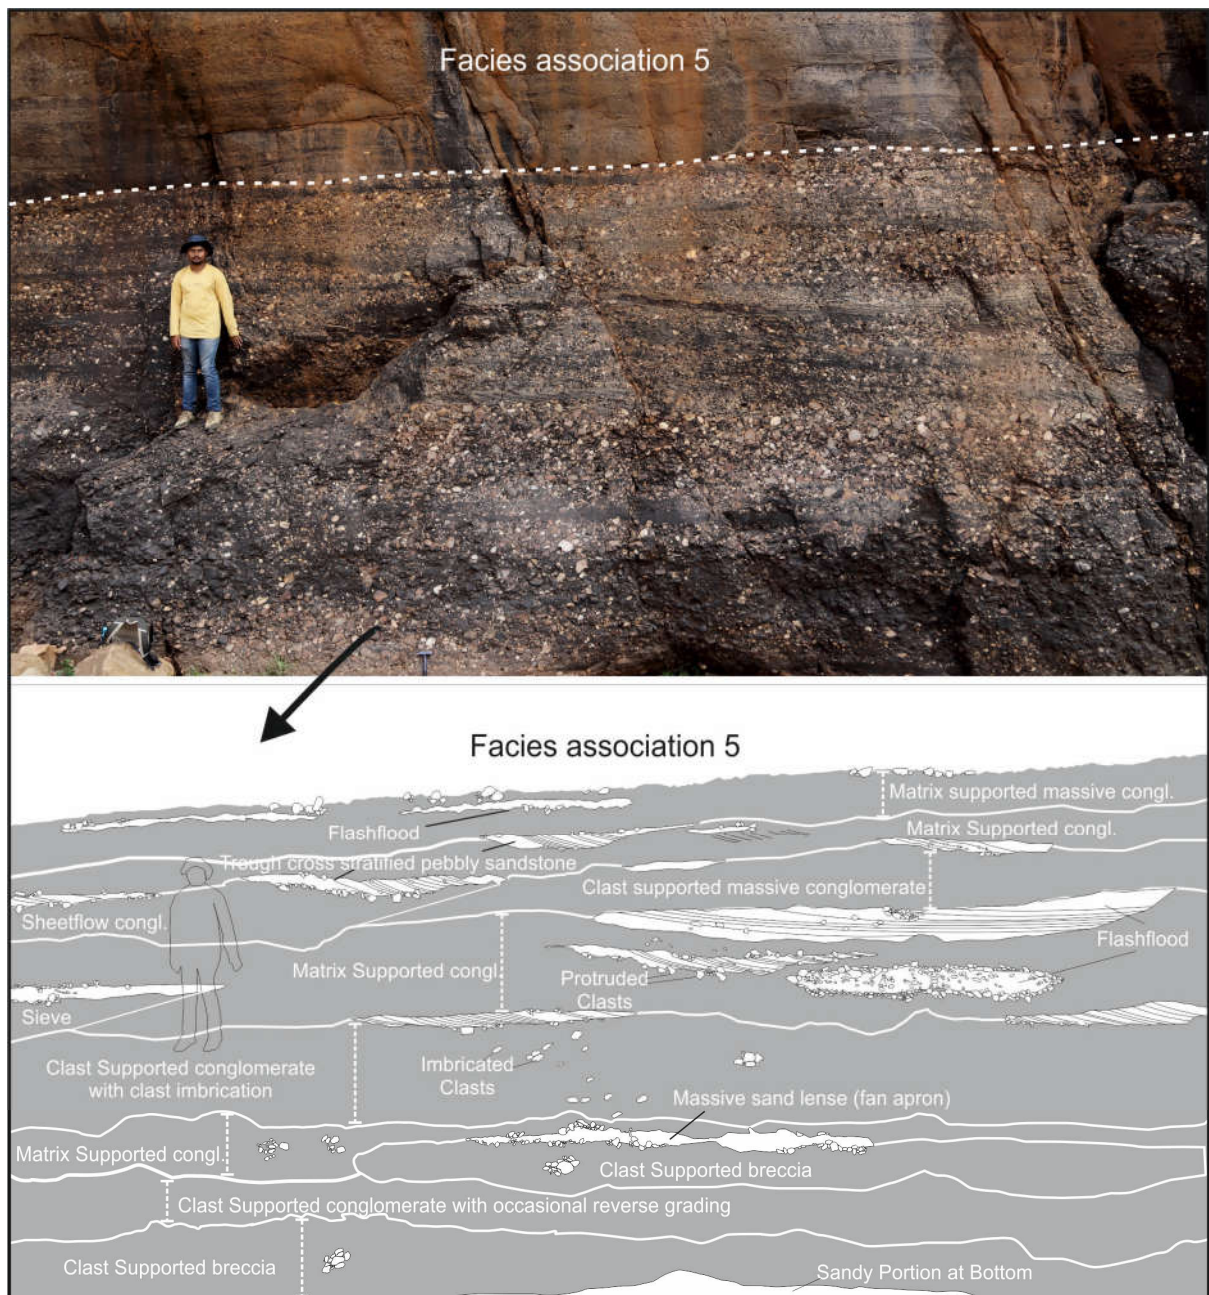 Facies association 5
Facies association 5
Matrix supported massive congl.
Flashflood
Matrix Supported congl.
Trough cross stratified pebbly sandstone
Clast supported massive conglomerate
Sheetflow congl.
Flashflood
Matrix Supported congl.
Protruded
Clasts
Sieve
Clast Supported conglomerate
with clast imbrication
Imbricated
Clasts
Massive sand lense (fan apron)
Matrix Supported congl.
Clast Supported breccia
Clast Supported conglomerate with occasional reverse grading
Clast Supported breccia
Sandy Portion at Bottom